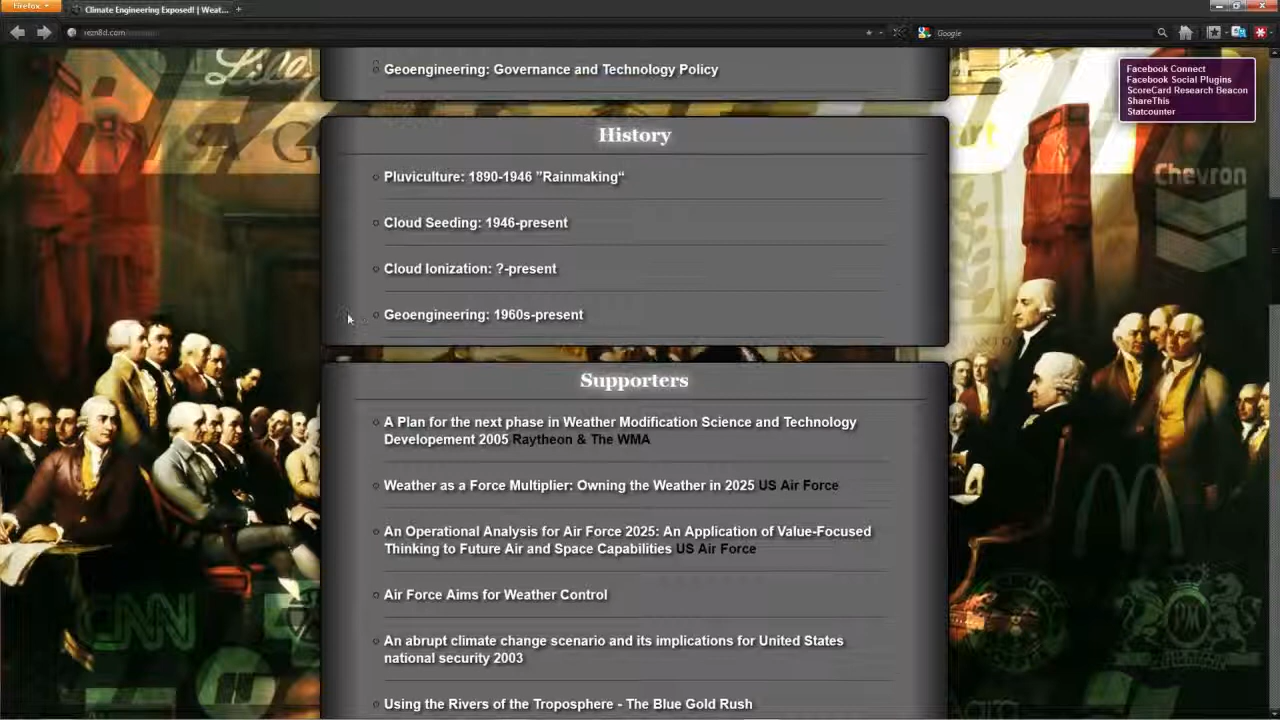 Firefox
Climate Engineering Exposed! | Weat...
rezn8d.com
Google
Facebook Connect
Facebook Social Plugins
ScoreCard Research Beacon
ShareThis
Statcounter
Geoengineering: Governance and Technology Policy
History
Pluviculture: 1890-1946 ”Rainmaking“
Cloud Seeding: 1946-present
Cloud Ionization: ?-present
Geoengineering: 1960s-present
Supporters
A Plan for the next phase in Weather Modification Science and Technology
Developement 2005 Raytheon & The WMA
Weather as a Force Multiplier: Owning the Weather in 2025 US Air Force
An Operational Analysis for Air Force 2025: An Application of Value-Focused
Thinking to Future Air and Space Capabilities US Air Force
Air Force Aims for Weather Control
An abrupt climate change scenario and its implications for United States
national security 2003
Using the Rivers of the Troposphere - The Blue Gold Rush
VISA
Chevron
CNN